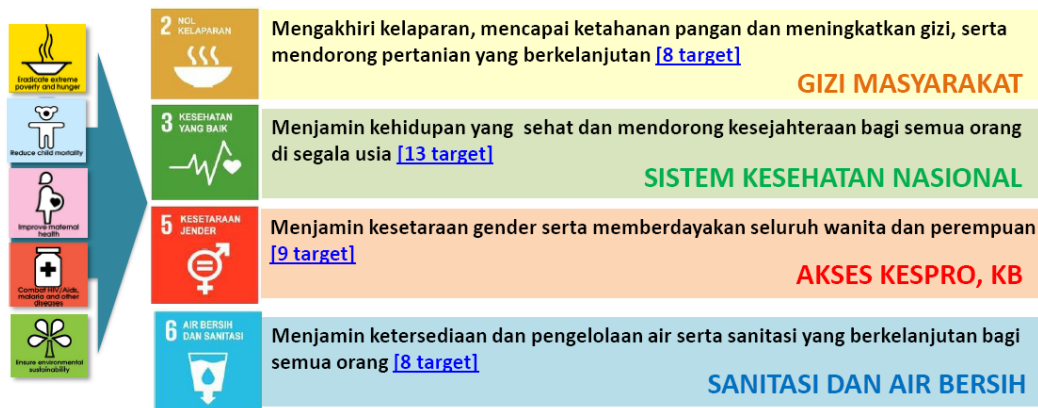 Eradicate extreme
poverty and hunger
Reduce child mortality
Improve maternal
health
Combat HIV/Aids,
malaria and other
diseases
Ensure environmental
sustainability
2 NOL
KELAPARAN
Mengakhiri kelaparan, mencapai ketahanan pangan dan meningkatkan gizi, serta
mendorong pertanian yang berkelanjutan [8 target]
GIZI MASYARAKAT
3 KESEHATAN
YANG BAIK
Menjamin kehidupan yang sehat dan mendorong kesejahteraan bagi semua orang
di segala usia [13 target]
SISTEM KESEHATAN NASIONAL
5 KESETARAAN
JENDER
Menjamin kesetaraan gender serta memberdayakan seluruh wanita dan perempuan
[9 target]
AKSES KESPRO, KB
6 AIR BERSIH
DAN SANITASI
Menjamin ketersediaan dan pengelolaan air serta sanitasi yang berkelanjutan bagi
semua orang [8 target]
SANITASI DAN AIR BERSIH